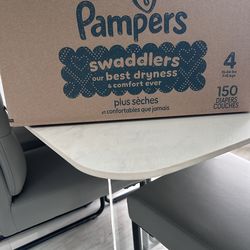 Pampers
swaddlers
our best dryness
& comfort ever
plus sèches
et confortables que jamais
4
150
DIAPERS
COUCHES